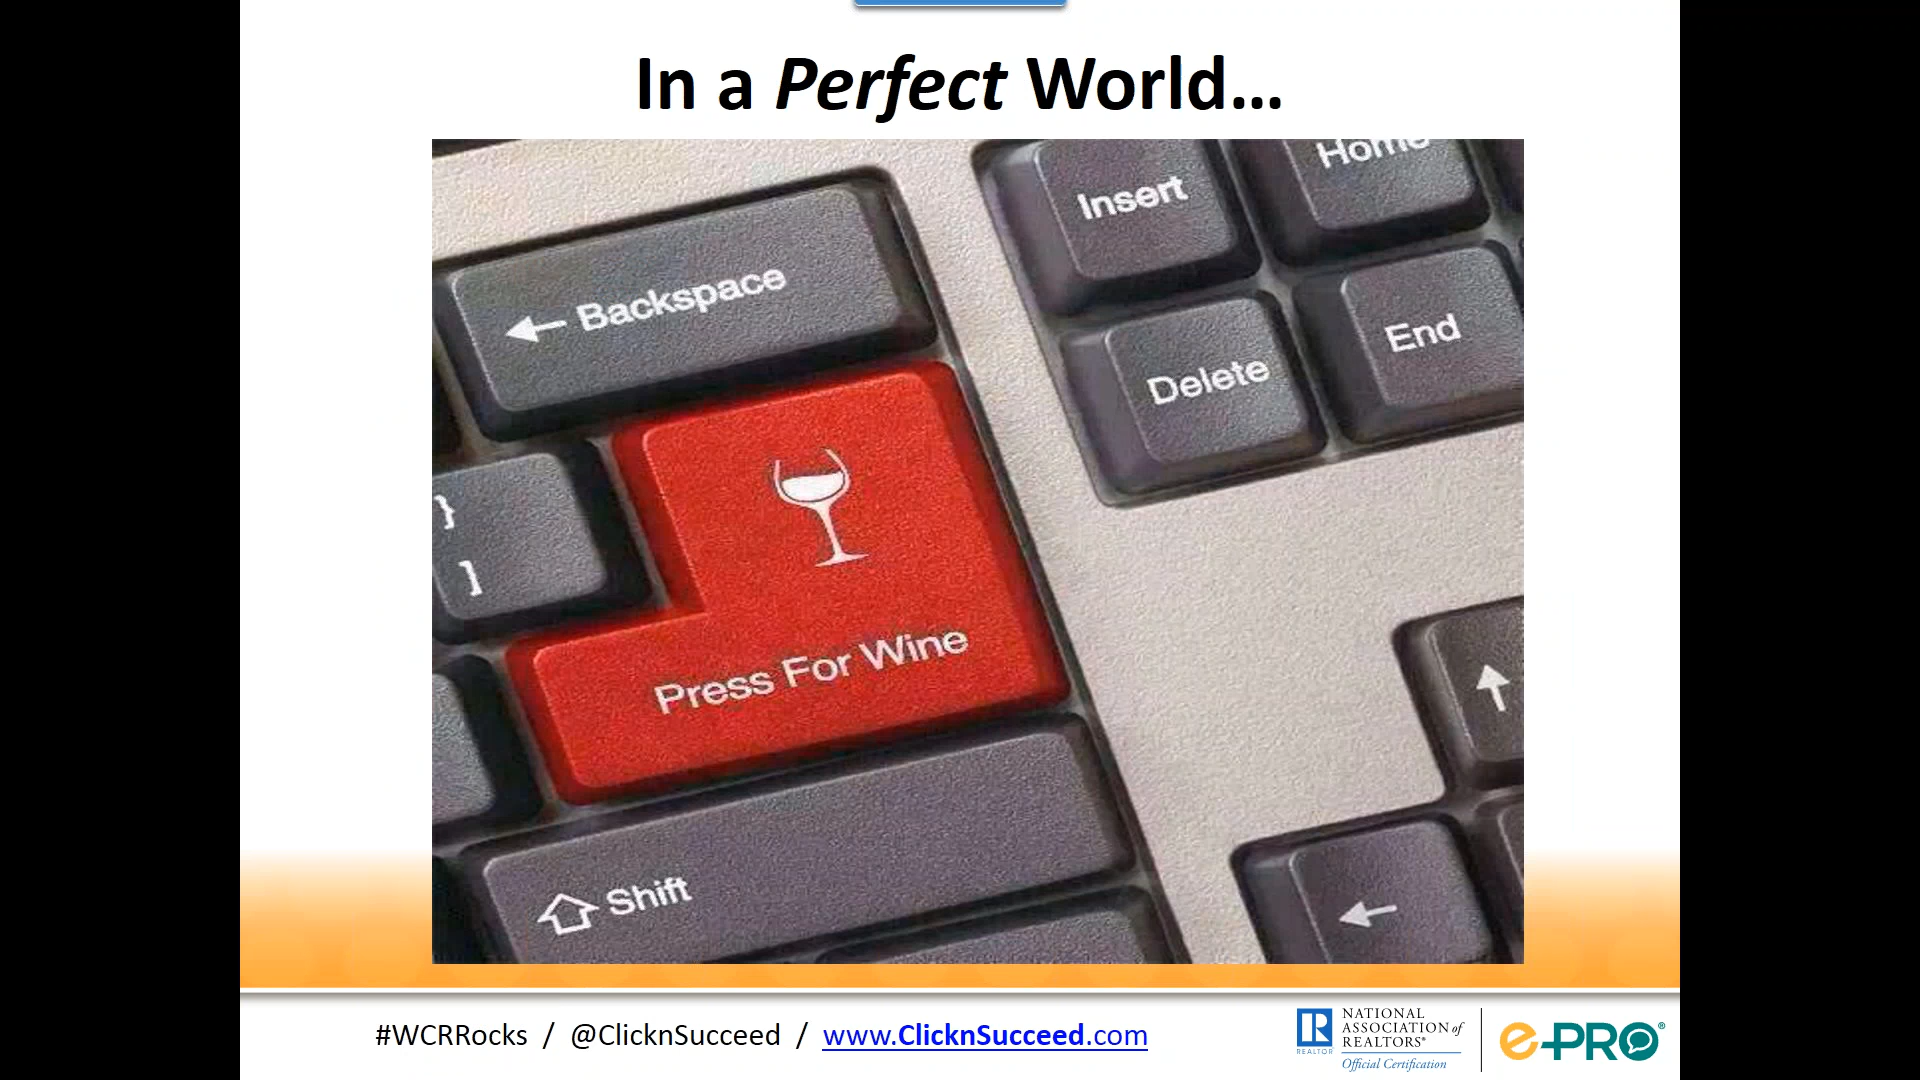 In a Perfect World...
Insert
Home
← Backspace
Delete
End
}
]
Press For Wine
↑
⇧ Shift
←
#WCRRocks / @ClicknSucceed / www.ClicknSucceed.com
R
REALTOR
NATIONAL
ASSOCIATION of
REALTORS®
Official Certification
e-PRO®